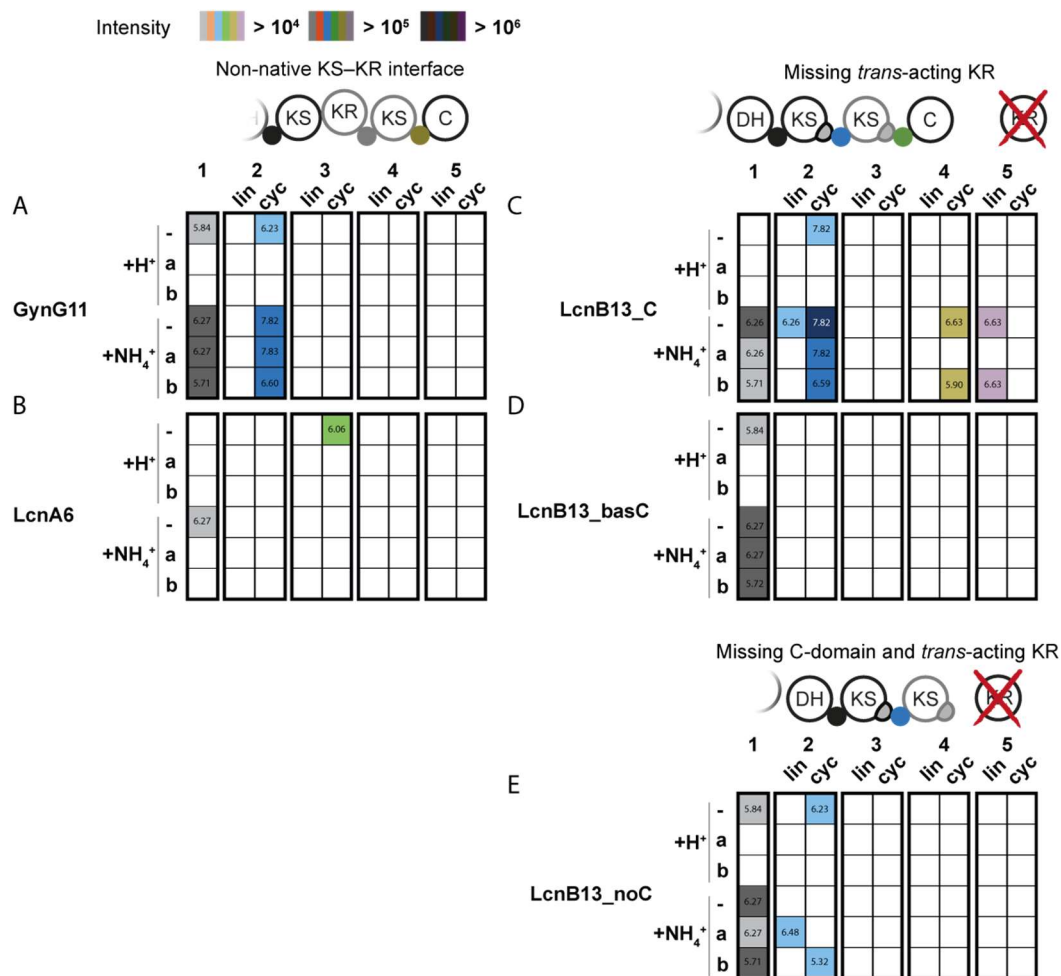 Intensity > 10⁴ > 10⁵ > 10⁶
Non-native KS–KR interface
H KS KR KS C
1 2 3 4 5
lin cyc lin cyc lin cyc lin cyc
A
GynG11
+H⁺
- 5.84 6.23
a
b
+NH₄⁺
- 6.27 7.82
a 6.27 7.83
b 5.71 6.60
B
LcnA6
+H⁺
- 6.06
a
b
+NH₄⁺
- 6.27
a
b
Missing trans-acting KR
DH KS KS C KR
1 2 3 4 5
lin cyc lin cyc lin cyc lin cyc
C
LcnB13_C
+H⁺
- 7.82
a
b
+NH₄⁺
- 6.26 6.26 7.82 6.63 6.63
a 6.26 7.82
b 5.71 6.59 5.90 6.63
D
LcnB13_basC
+H⁺
- 5.84
a
b
+NH₄⁺
- 6.27
a 6.27
b 5.72
Missing C-domain and trans-acting KR
DH KS KS KR
1 2 3 4 5
lin cyc lin cyc lin cyc lin cyc
E
LcnB13_noC
+H⁺
- 5.84 6.23
a
b
+NH₄⁺
- 6.27
a 6.27 6.48
b 5.71 5.32